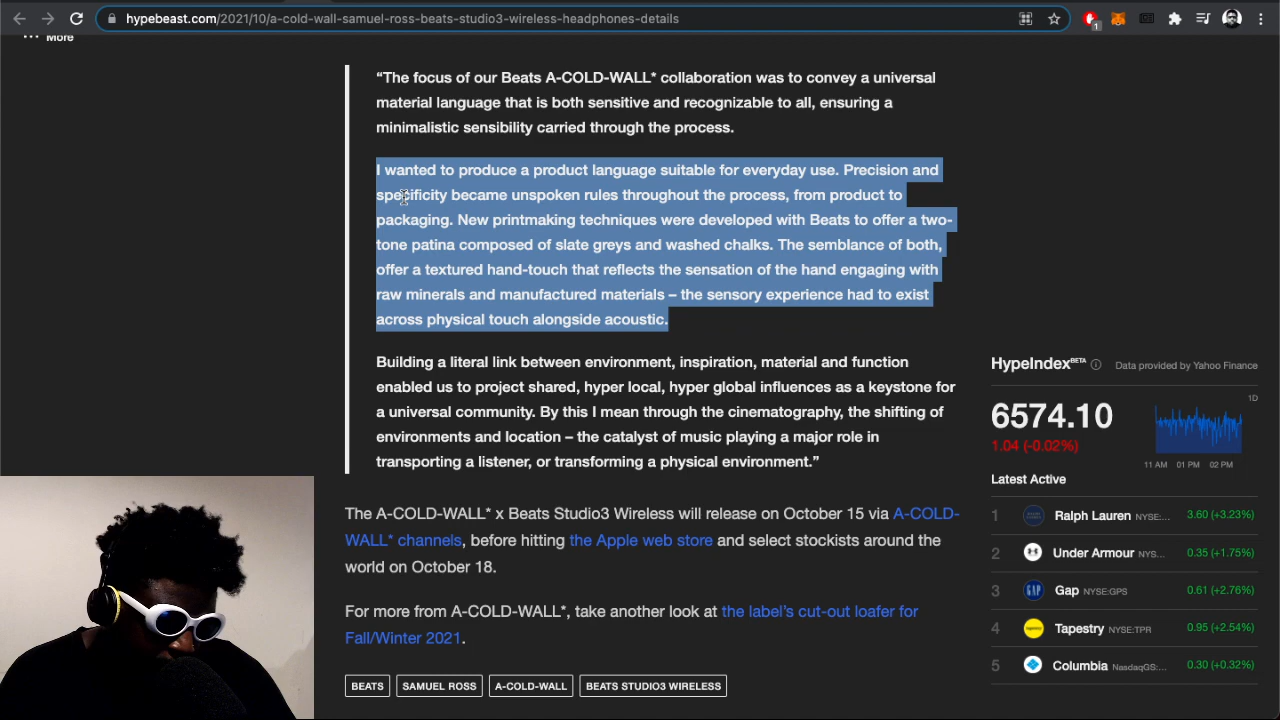 hypebeast.com/2021/10/a-cold-wall-samuel-ross-beats-studio3-wireless-headphones-details
1
More
“The focus of our Beats A-COLD-WALL* collaboration was to convey a universal
material language that is both sensitive and recognizable to all, ensuring a
minimalistic sensibility carried through the process.
I wanted to produce a product language suitable for everyday use. Precision and
specificity became unspoken rules throughout the process, from product to
packaging. New printmaking techniques were developed with Beats to offer a two-
tone patina composed of slate greys and washed chalks. The semblance of both,
offer a textured hand-touch that reflects the sensation of the hand engaging with
raw minerals and manufactured materials – the sensory experience had to exist
across physical touch alongside acoustic.
Building a literal link between environment, inspiration, material and function
enabled us to project shared, hyper local, hyper global influences as a keystone for
a universal community. By this I mean through the cinematography, the shifting of
environments and location – the catalyst of music playing a major role in
transporting a listener, or transforming a physical environment.”
The A-COLD-WALL* x Beats Studio3 Wireless will release on October 15 via A-COLD-
WALL* channels, before hitting the Apple web store and select stockists around the
world on October 18.
For more from A-COLD-WALL*, take another look at the label’s cut-out loafer for
Fall/Winter 2021.
BEATS SAMUEL ROSS A-COLD-WALL BEATS STUDIO3 WIRELESS
HypeIndex BETA Data provided by Yahoo Finance
6574.10 1D
1.04 (-0.02%)
11 AM 01 PM 02 PM
Latest Active
1 Ralph Lauren NYSE:... 3.60 (+3.23%)
2 Under Armour NYS... 0.35 (+1.75%)
3 GAP Gap NYSE:GPS 0.61 (+2.76%)
4 Tapestry NYSE:TPR 0.95 (+2.54%)
5 Columbia NasdaqGS:... 0.30 (+0.32%)